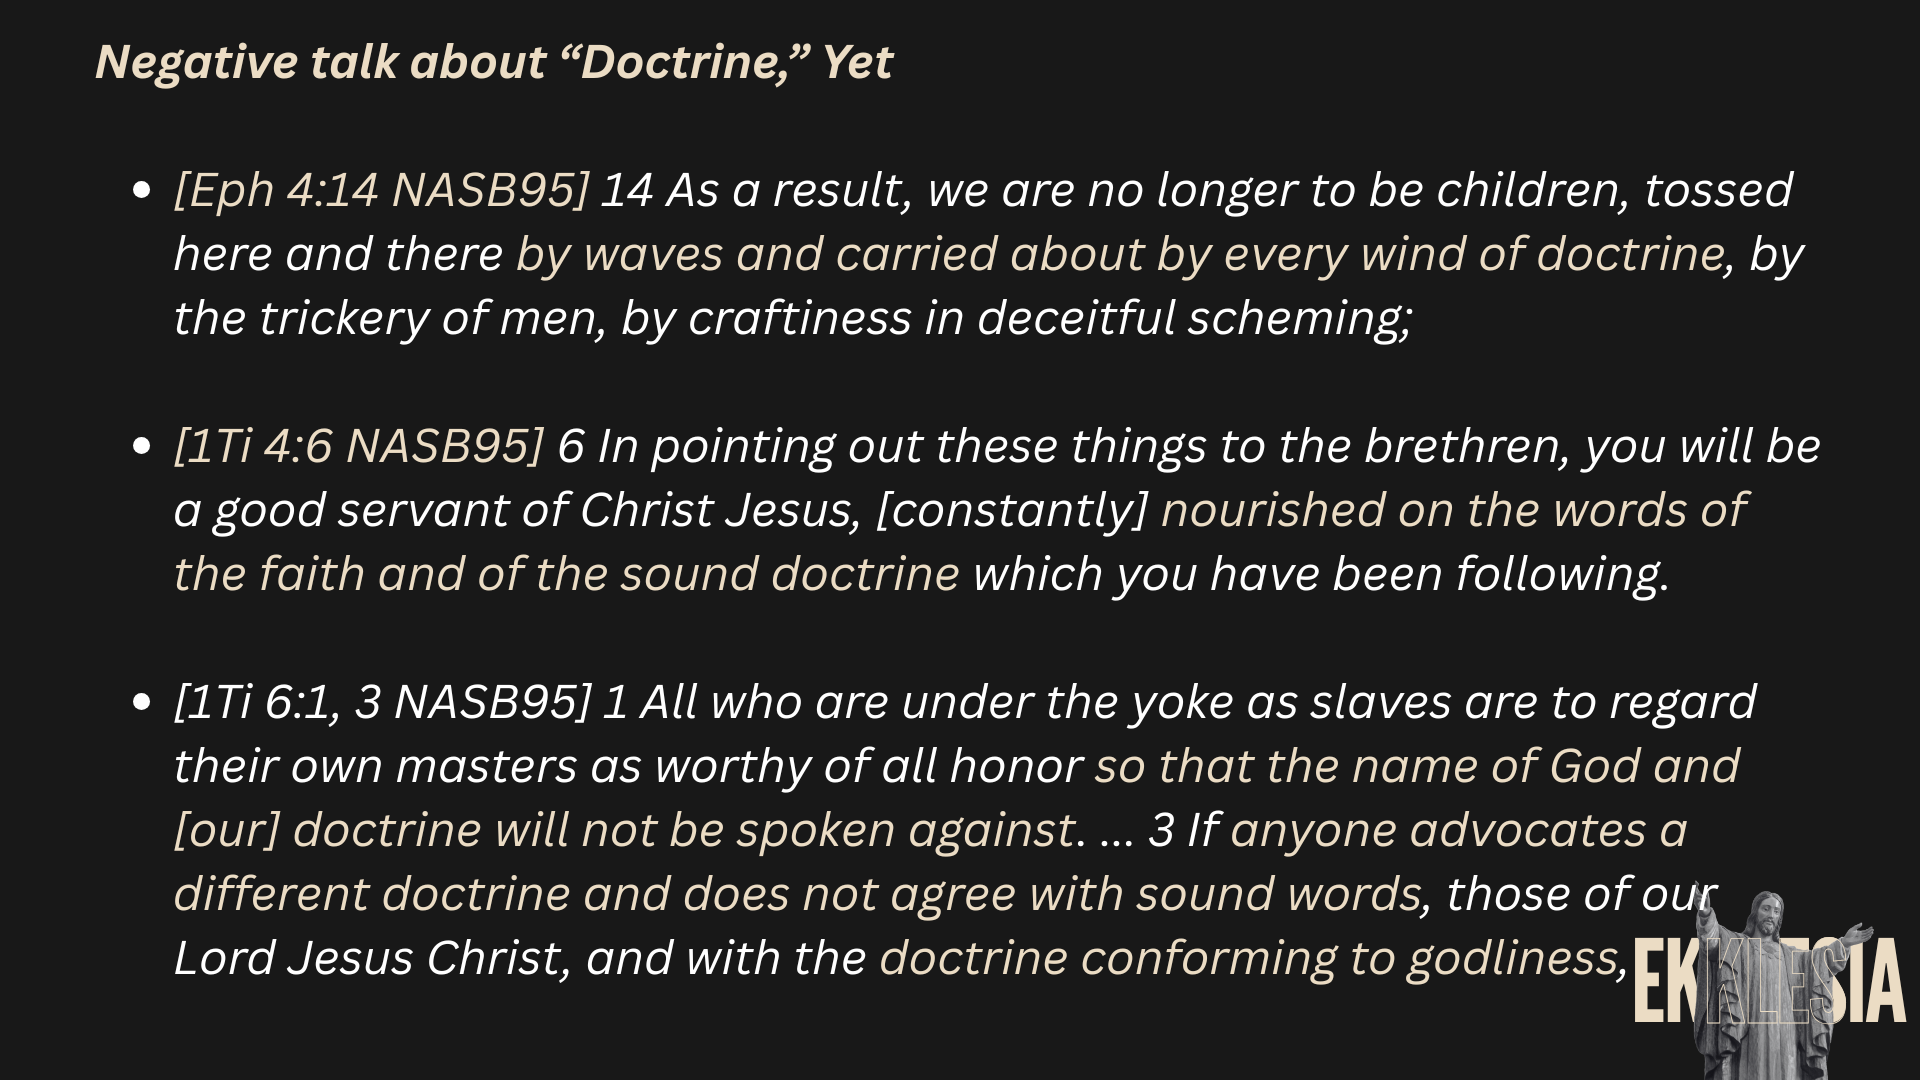 Negative talk about “Doctrine,” Yet
• [Eph 4:14 NASB95] 14 As a result, we are no longer to be children, tossed
here and there by waves and carried about by every wind of doctrine, by
the trickery of men, by craftiness in deceitful scheming;
• [1Ti 4:6 NASB95] 6 In pointing out these things to the brethren, you will be
a good servant of Christ Jesus, [constantly] nourished on the words of
the faith and of the sound doctrine which you have been following.
• [1Ti 6:1, 3 NASB95] 1 All who are under the yoke as slaves are to regard
their own masters as worthy of all honor so that the name of God and
[our] doctrine will not be spoken against. ... 3 If anyone advocates a
different doctrine and does not agree with sound words, those of our
Lord Jesus Christ, and with the doctrine conforming to godliness,
EKKLESIA